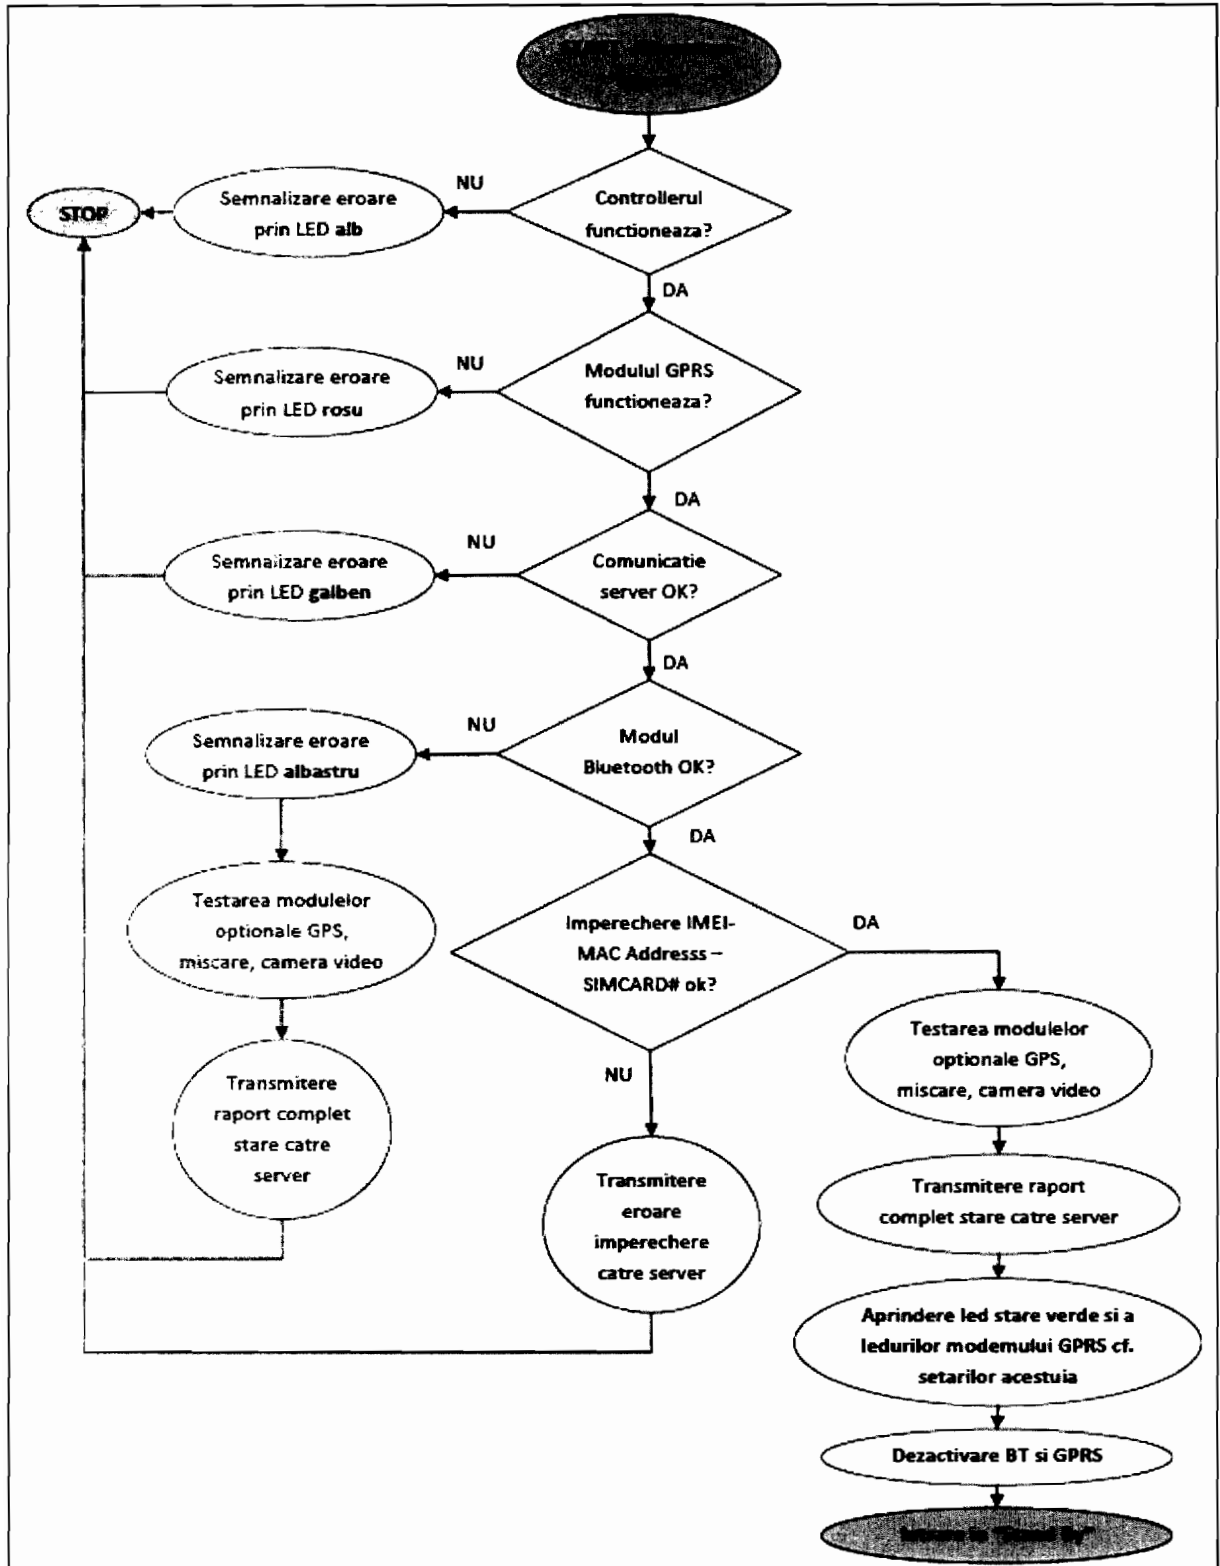 Controllerul
functioneaza?
NU
Semnalizare eroare
prin LED alb
STOP
DA
Modulul GPRS
functioneaza?
NU
Semnalizare eroare
prin LED rosu
DA
Comunicatie
server OK?
NU
Semnalizare eroare
prin LED galben
DA
Modul
Bluetooth OK?
NU
Semnalizare eroare
prin LED albastru
Testarea modulelor
optionale GPS,
miscare, camera video
Transmitere
raport complet
stare catre
server
DA
Imperechere IMEI-
MAC Addresss –
SIMCARD# ok?
NU
Transmitere
eroare
imperechere
catre server
DA
Testarea modulelor
optionale GPS,
miscare, camera video
Transmitere raport
complet stare catre server
Aprindere led stare verde si a
ledurilor modemului GPRS cf.
setarilor acestuia
Dezactivare BT si GPRS